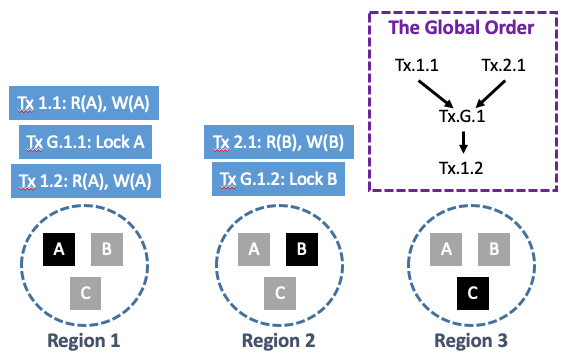 The Global Order
Tx.1.1 Tx.2.1
Tx.G.1
Tx.1.2
Tx 1.1: R(A), W(A)
Tx G.1.1: Lock A
Tx 1.2: R(A), W(A)
Tx 2.1: R(B), W(B)
Tx G.1.2: Lock B
A B
C
Region 1
A B
C
Region 2
A B
C
Region 3